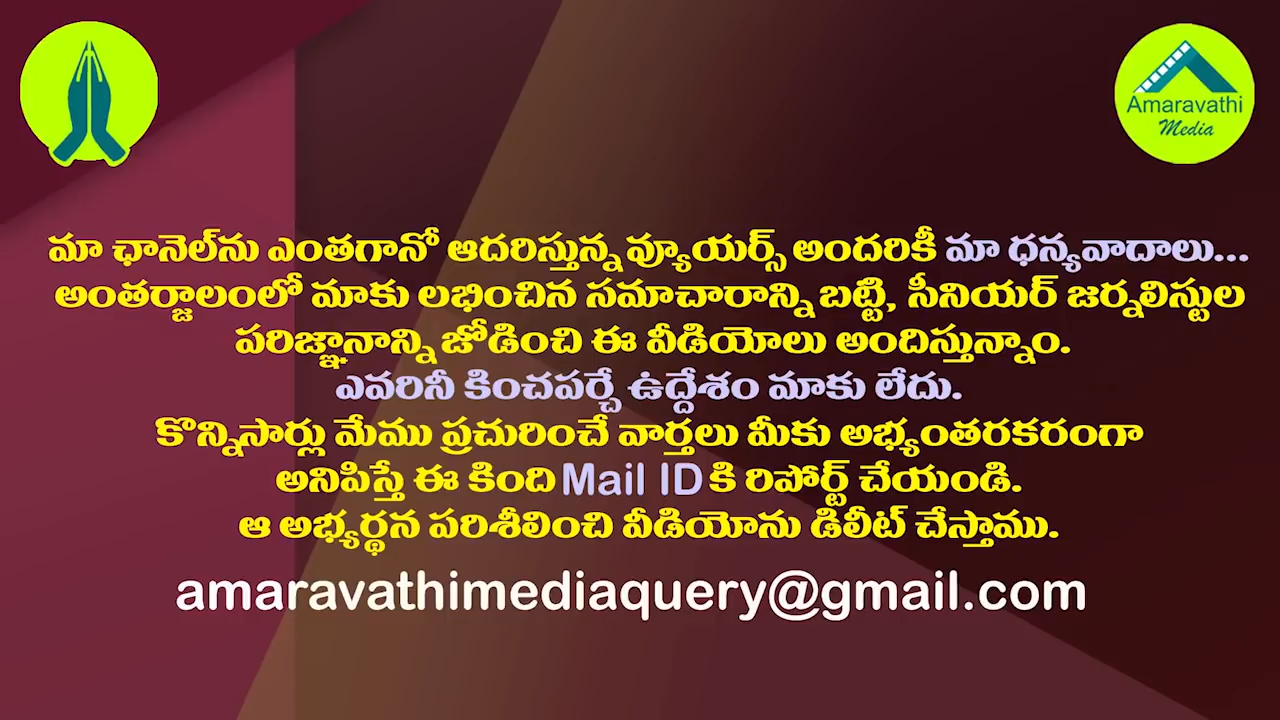 Amaravathi
Media
మా ఛానెల్‌ను ఎంతగానో ఆదరిస్తున్న వ్యూయర్స్ అందరికీ మా ధన్యవాదాలు...
అంతర్జాలంలో మాకు లభించిన సమాచారాన్ని బట్టి, సీనియర్ జర్నలిస్టుల
పరిజ్ఞానాన్ని జోడించి ఈ వీడియోలు అందిస్తున్నాం.
ఎవరినీ కించపర్చే ఉద్దేశం మాకు లేదు.
కొన్నిసార్లు మేము ప్రచురించే వార్తలు మీకు అభ్యంతరకరంగా
అనిపిస్తే ఈ కింది Mail ID కి రిపోర్ట్ చేయండి.
ఆ అభ్యర్థన పరిశీలించి వీడియోను డిలీట్ చేస్తాము.
amaravathimediaquery@gmail.com